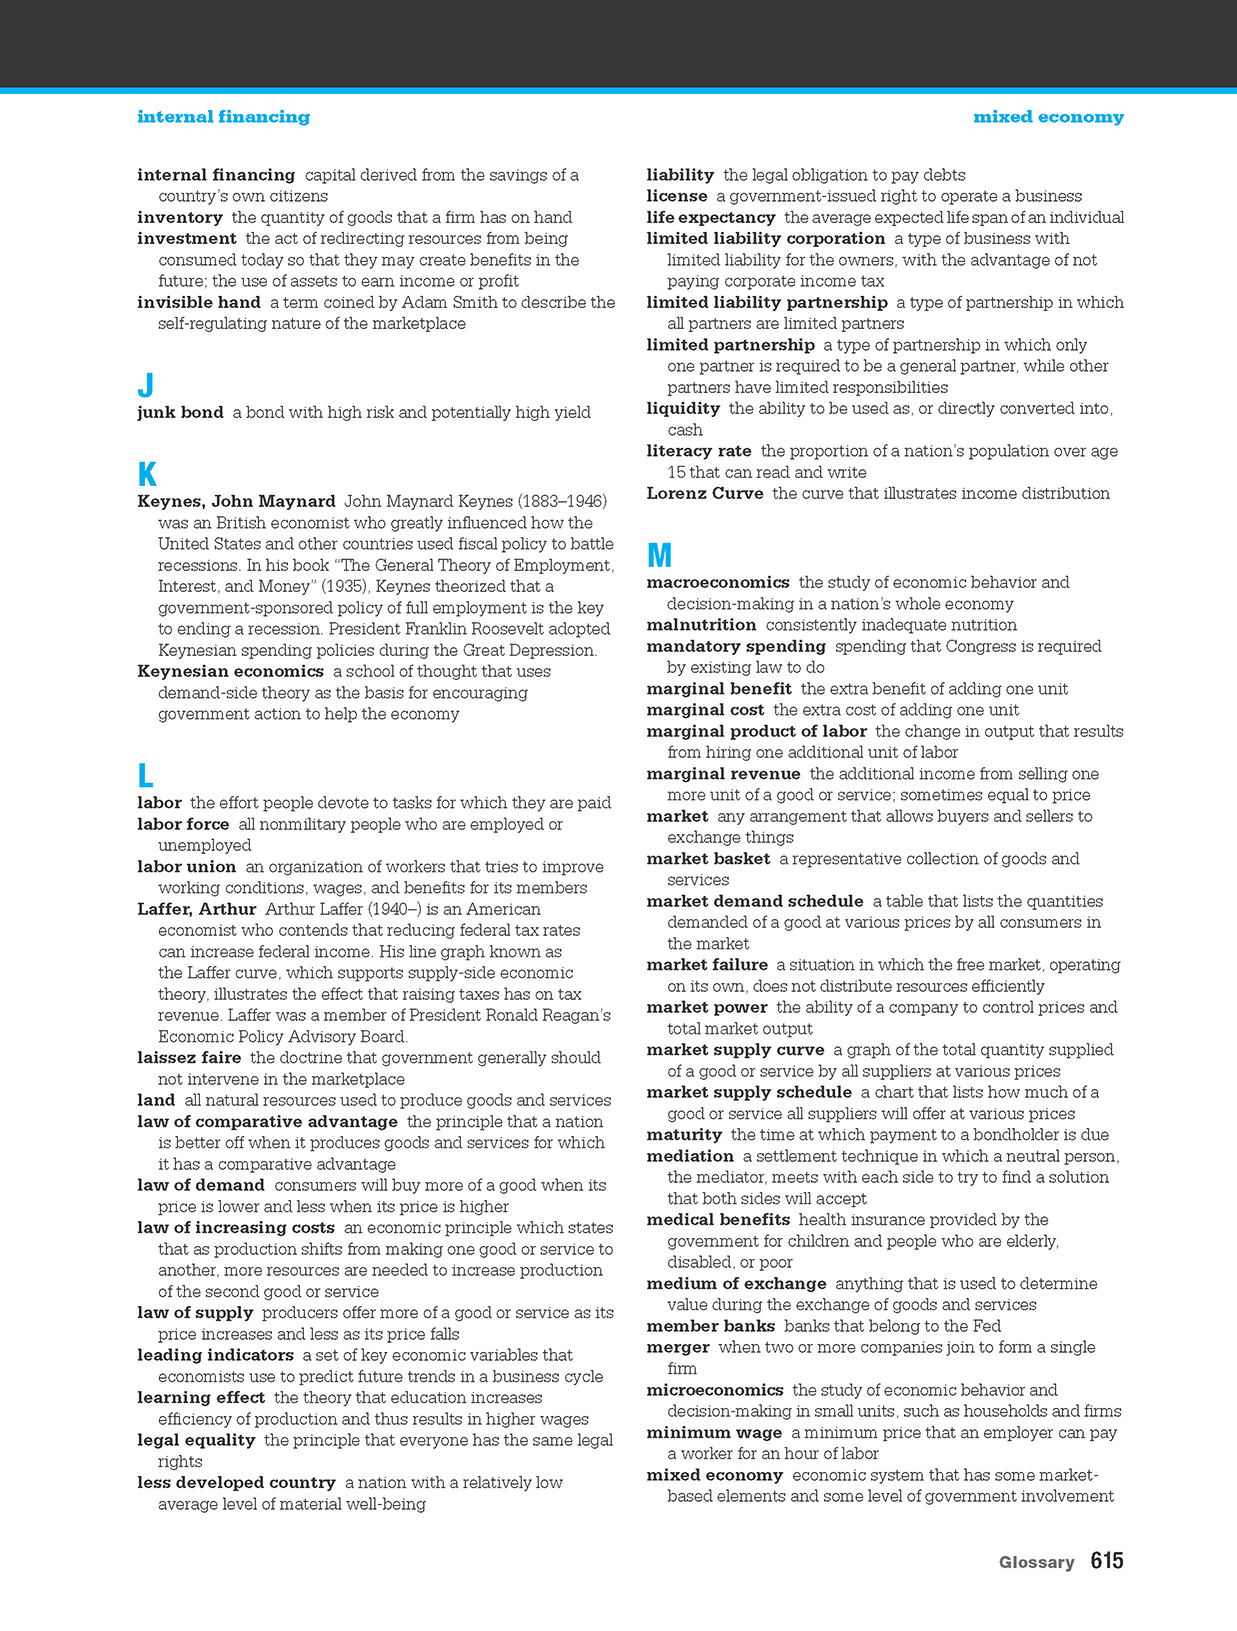 internal financing
mixed economy
internal financing capital derived from the savings of a
country's own citizens
inventory the quantity of goods that a firm has on hand
investment the act of redirecting resources from being
consumed today so that they may create benefits in the
future; the use of assets to earn income or profit
invisible hand a term coined by Adam Smith to describe the
self-regulating nature of the marketplace
J
junk bond a bond with high risk and potentially high yield
K
Keynes, John Maynard John Maynard Keynes (1883–1946)
was an British economist who greatly influenced how the
United States and other countries used fiscal policy to battle
recessions. In his book “The General Theory of Employment,
Interest, and Money” (1935), Keynes theorized that a
government-sponsored policy of full employment is the key
to ending a recession. President Franklin Roosevelt adopted
Keynesian spending policies during the Great Depression.
Keynesian economics a school of thought that uses
demand-side theory as the basis for encouraging
government action to help the economy
L
labor the effort people devote to tasks for which they are paid
labor force all nonmilitary people who are employed or
unemployed
labor union an organization of workers that tries to improve
working conditions, wages, and benefits for its members
Laffer, Arthur Arthur Laffer (1940–) is an American
economist who contends that reducing federal tax rates
can increase federal income. His line graph known as
the Laffer curve, which supports supply-side economic
theory, illustrates the effect that raising taxes has on tax
revenue. Laffer was a member of President Ronald Reagan's
Economic Policy Advisory Board.
laissez faire the doctrine that government generally should
not intervene in the marketplace
land all natural resources used to produce goods and services
law of comparative advantage the principle that a nation
is better off when it produces goods and services for which
it has a comparative advantage
law of demand consumers will buy more of a good when its
price is lower and less when its price is higher
law of increasing costs an economic principle which states
that as production shifts from making one good or service to
another, more resources are needed to increase production
of the second good or service
law of supply producers offer more of a good or service as its
price increases and less as its price falls
leading indicators a set of key economic variables that
economists use to predict future trends in a business cycle
learning effect the theory that education increases
efficiency of production and thus results in higher wages
legal equality the principle that everyone has the same legal
rights
less developed country a nation with a relatively low
average level of material well-being
liability the legal obligation to pay debts
license a government-issued right to operate a business
life expectancy the average expected life span of an individual
limited liability corporation a type of business with
limited liability for the owners, with the advantage of not
paying corporate income tax
limited liability partnership a type of partnership in which
all partners are limited partners
limited partnership a type of partnership in which only
one partner is required to be a general partner, while other
partners have limited responsibilities
liquidity the ability to be used as, or directly converted into,
cash
literacy rate the proportion of a nation's population over age
15 that can read and write
Lorenz Curve the curve that illustrates income distribution
M
macroeconomics the study of economic behavior and
decision-making in a nation's whole economy
malnutrition consistently inadequate nutrition
mandatory spending spending that Congress is required
by existing law to do
marginal benefit the extra benefit of adding one unit
marginal cost the extra cost of adding one unit
marginal product of labor the change in output that results
from hiring one additional unit of labor
marginal revenue the additional income from selling one
more unit of a good or service; sometimes equal to price
market any arrangement that allows buyers and sellers to
exchange things
market basket a representative collection of goods and
services
market demand schedule a table that lists the quantities
demanded of a good at various prices by all consumers in
the market
market failure a situation in which the free market, operating
on its own, does not distribute resources efficiently
market power the ability of a company to control prices and
total market output
market supply curve a graph of the total quantity supplied
of a good or service by all suppliers at various prices
market supply schedule a chart that lists how much of a
good or service all suppliers will offer at various prices
maturity the time at which payment to a bondholder is due
mediation a settlement technique in which a neutral person,
the mediator, meets with each side to try to find a solution
that both sides will accept
medical benefits health insurance provided by the
government for children and people who are elderly,
disabled, or poor
medium of exchange anything that is used to determine
value during the exchange of goods and services
member banks banks that belong to the Fed
merger when two or more companies join to form a single
firm
microeconomics the study of economic behavior and
decision-making in small units, such as households and firms
minimum wage a minimum price that an employer can pay
a worker for an hour of labor
mixed economy economic system that has some market-
based elements and some level of government involvement
Glossary 615